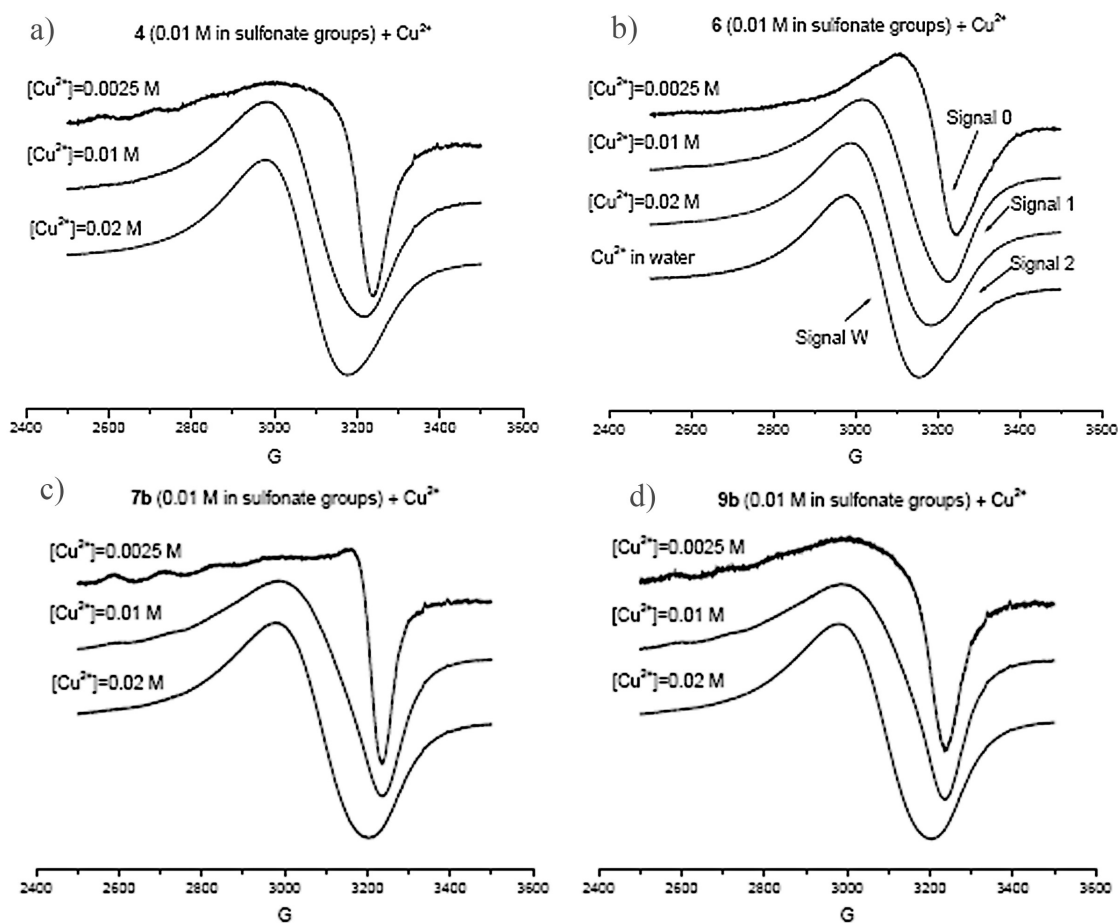 a)
4 (0.01 M in sulfonate groups) + Cu²⁺
[Cu²⁺]=0.0025 M
[Cu²⁺]=0.01 M
[Cu²⁺]=0.02 M
2400 2600 2800 3000 3200 3400 3600
G
b)
6 (0.01 M in sulfonate groups) + Cu²⁺
[Cu²⁺]=0.0025 M
Signal 0
[Cu²⁺]=0.01 M
[Cu²⁺]=0.02 M
Signal 1
Cu²⁺ in water
Signal 2
Signal W
2400 2600 2800 3000 3200 3400 3600
G
c)
7b (0.01 M in sulfonate groups) + Cu²⁺
[Cu²⁺]=0.0025 M
[Cu²⁺]=0.01 M
[Cu²⁺]=0.02 M
2400 2600 2800 3000 3200 3400 3600
G
d)
9b (0.01 M in sulfonate groups) + Cu²⁺
[Cu²⁺]=0.0025 M
[Cu²⁺]=0.01 M
[Cu²⁺]=0.02 M
2400 2600 2800 3000 3200 3400 3600
G